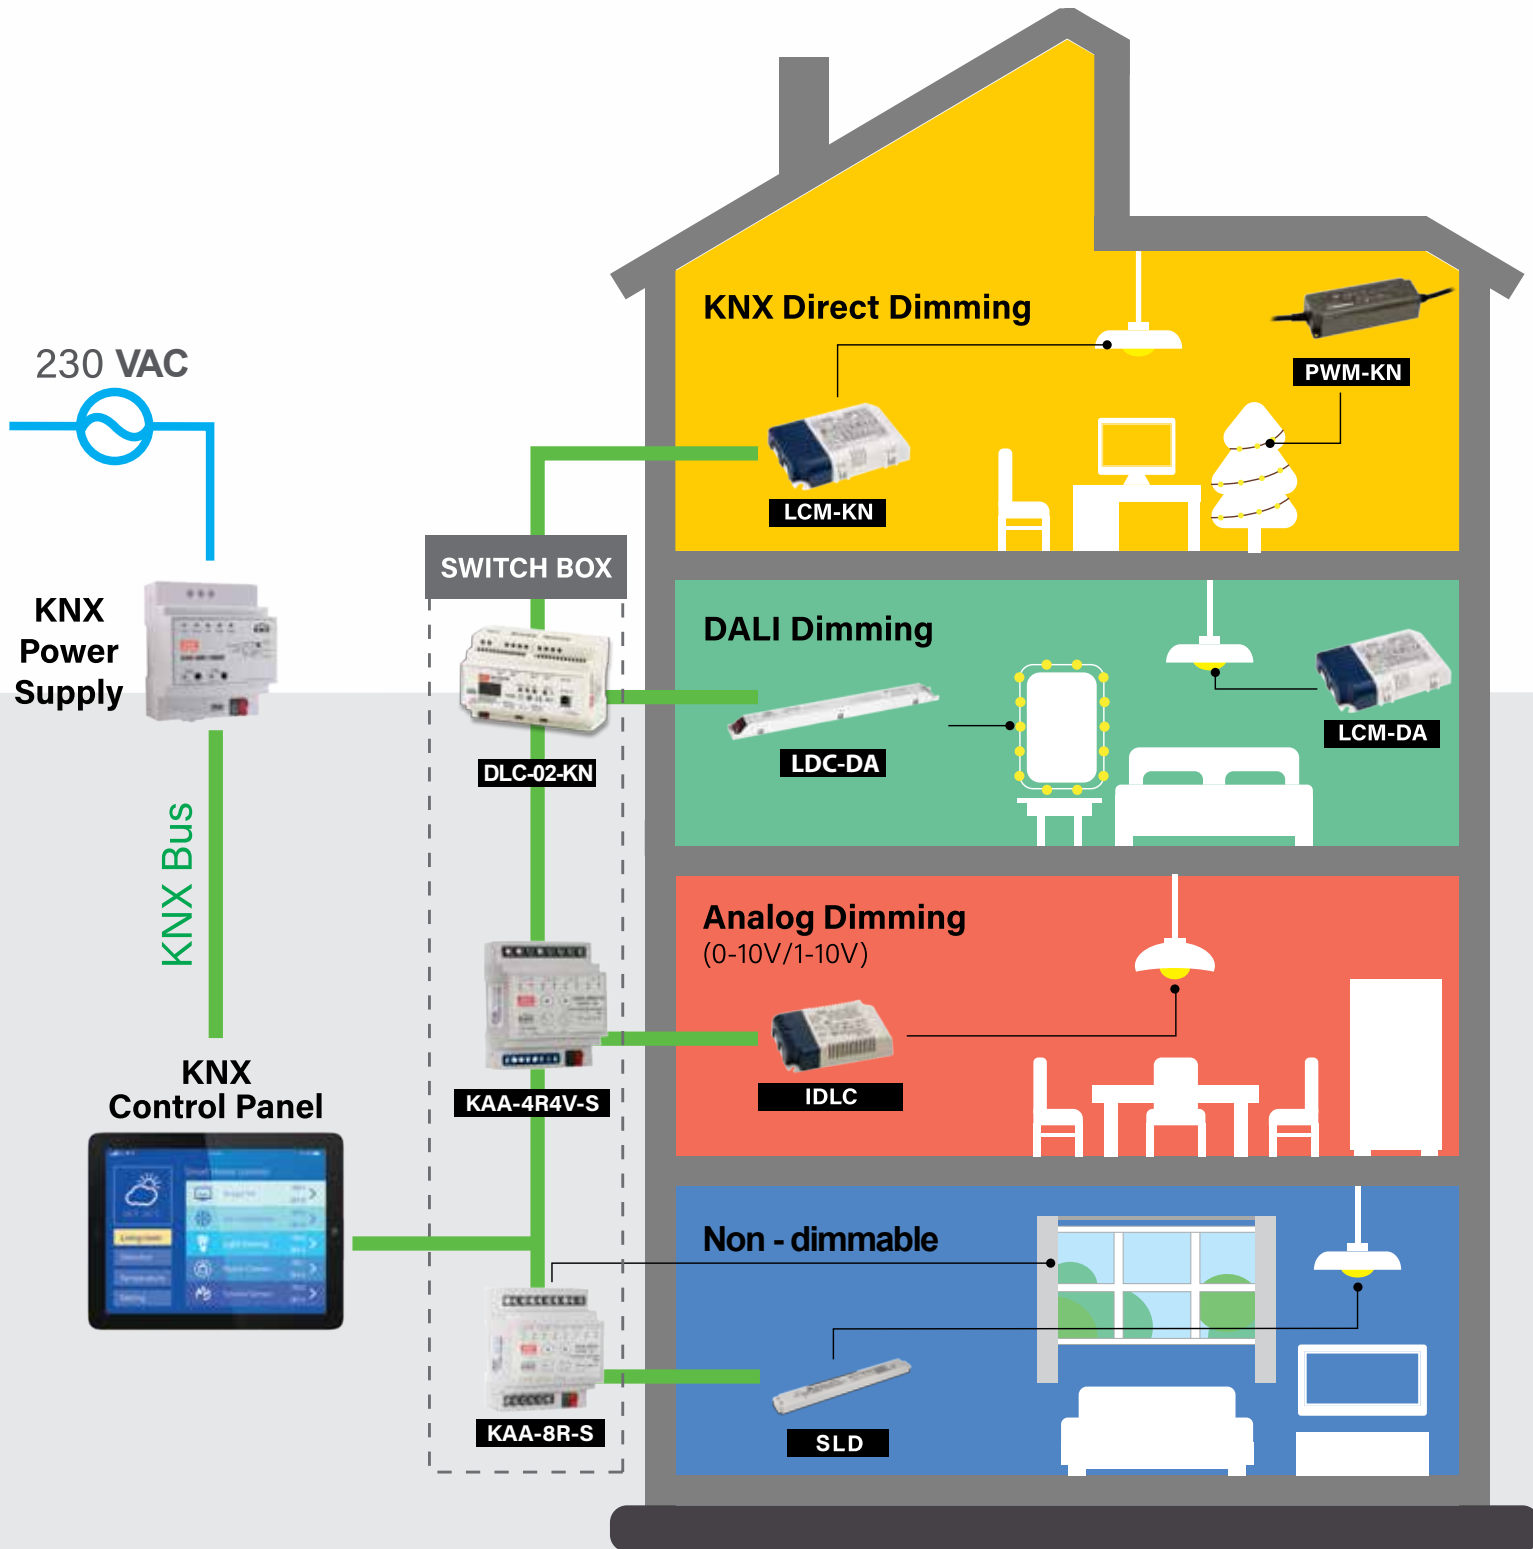 230 VAC
KNX
Power
Supply
KNX Bus
KNX
Control Panel
SWITCH BOX
DLC-02-KN
KAA-4R4V-S
KAA-8R-S
KNX Direct Dimming
LCM-KN
PWM-KN
DALI Dimming
LDC-DA
LCM-DA
Analog Dimming
(0-10V/1-10V)
IDLC
Non - dimmable
SLD